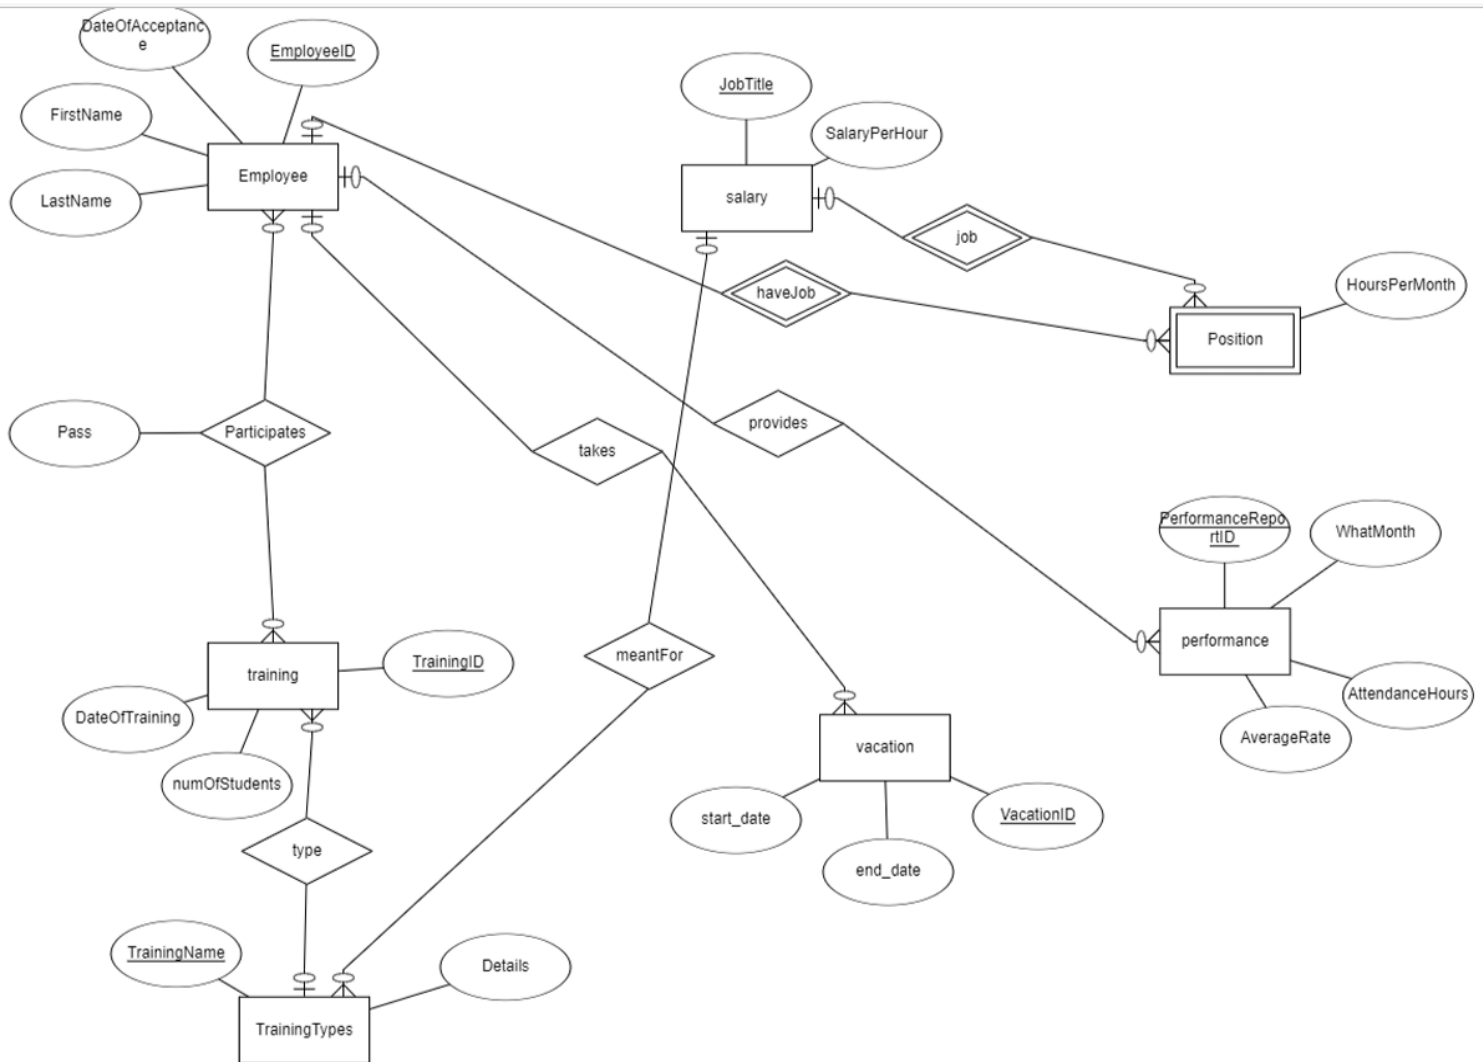 DateOfAcceptanc
e
EmployeeID
FirstName
Employee
LastName
JobTitle
SalaryPerHour
salary
job
haveJob
HoursPerMonth
Position
Pass
Participates
takes
provides
PerformanceRepo
rtID
WhatMonth
performance
AttendanceHours
AverageRate
meantFor
training
TrainingID
DateOfTraining
numOfStudents
vacation
start_date
end_date
VacationID
type
TrainingName
Details
TrainingTypes